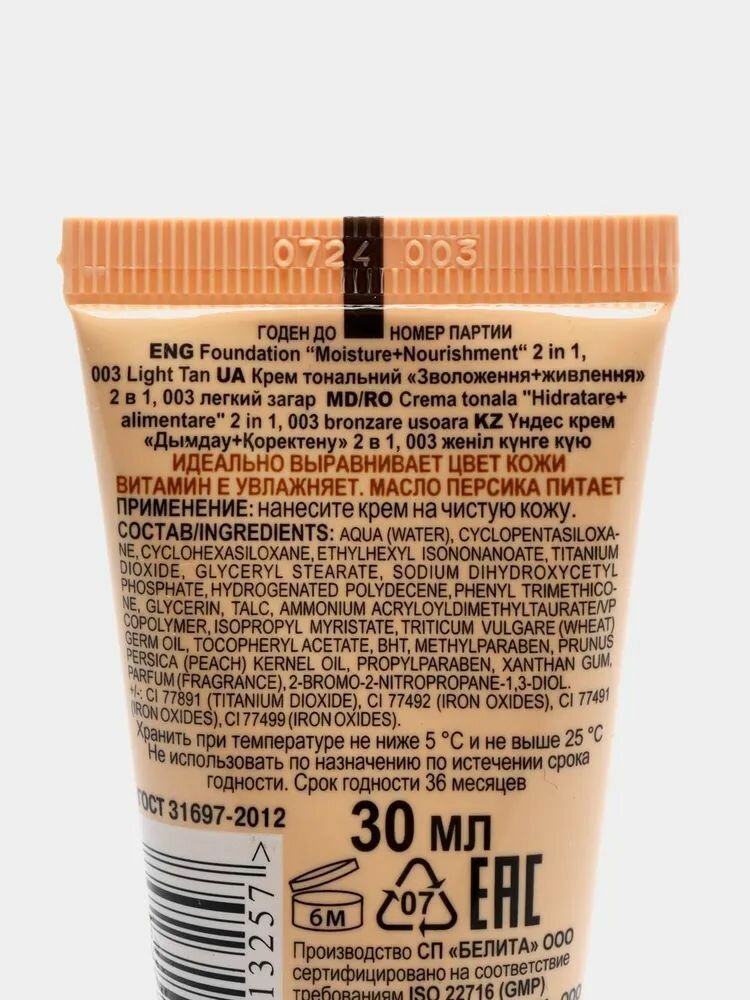 0724 003
ГОДЕН ДО НОМЕР ПАРТИИ
ENG Foundation “Moisture+Nourishment“ 2 in 1,
003 Light Tan UA Крем тональний «Зволоження+живлення»
2 в 1, 003 легкий загар MD/RO Crema tonala "Hidratare+
alimentare" 2 in 1, 003 bronzare usoara KZ Үндес крем
«Дымдау+Қоректену» 2 в 1, 003 женіл күнге күю
ИДЕАЛЬНО ВЫРАВНИВАЕТ ЦВЕТ КОЖИ
ВИТАМИН Е УВЛАЖНЯЕТ. МАСЛО ПЕРСИКА ПИТАЕТ
ПРИМЕНЕНИЕ: нанесите крем на чистую кожу.
СОСТАВ/INGREDIENTS: AQUA (WATER), CYCLOPENTASILOXA-
NE, CYCLOHEXASILOXANE, ETHYLHEXYL ISONONANOATE, TITANIUM
DIOXIDE, GLYCERYL STEARATE, SODIUM DIHYDROXYCETYL
PHOSPHATE, HYDROGENATED POLYDECENE, PHENYL TRIMETHICO-
NE, GLYCERIN, TALC, AMMONIUM ACRYLOYLDIMETHYLTAURATE/VP
COPOLYMER, ISOPROPYL MYRISTATE, TRITICUM VULGARE (WHEAT)
GERM OIL, TOCOPHERYL ACETATE, BHT, METHYLPARABEN, PRUNUS
PERSICA (PEACH) KERNEL OIL, PROPYLPARABEN, XANTHAN GUM,
PARFUM (FRAGRANCE), 2-BROMO-2-NITROPROPANE-1,3-DIOL.
+/-: CI 77891 (TITANIUM DIOXIDE), CI 77492 (IRON OXIDES), CI 77491
(IRON OXIDES), CI 77499 (IRON OXIDES).
Хранить при температуре не ниже 5 °С и не выше 25 °С
Не использовать по назначению по истечении срока
годности. Срок годности 36 месяцев
ГОСТ 31697-2012
30 мл
13257 >
6М
07
EAC
Производство СП «БЕЛИТА» ООО
сертифицировано на соответствие
требованиям ISO 22716 (GMP)
ООО